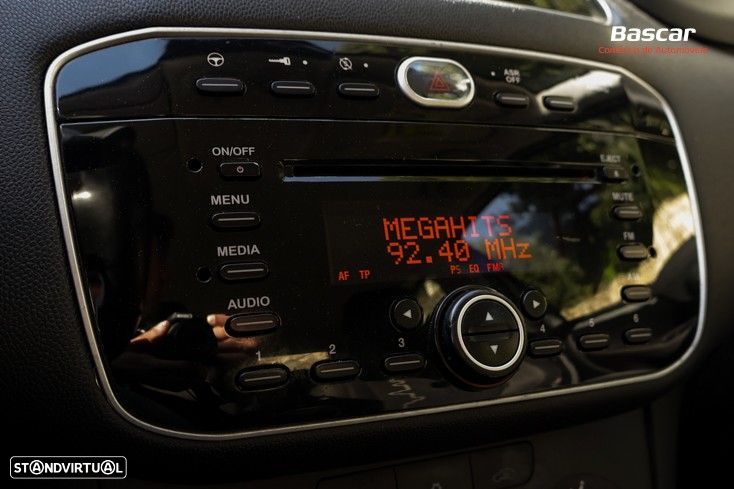 Bascar
Comércio de Automóveis
ASR
OFF
ON/OFF
EJECT
MENU
MUTE
MEGAHITS
MEDIA
FM
92.40 MHz
AF TP PS EQ FMA
AUDIO
1 2 3 4 5 6
STANDVIRTUAL